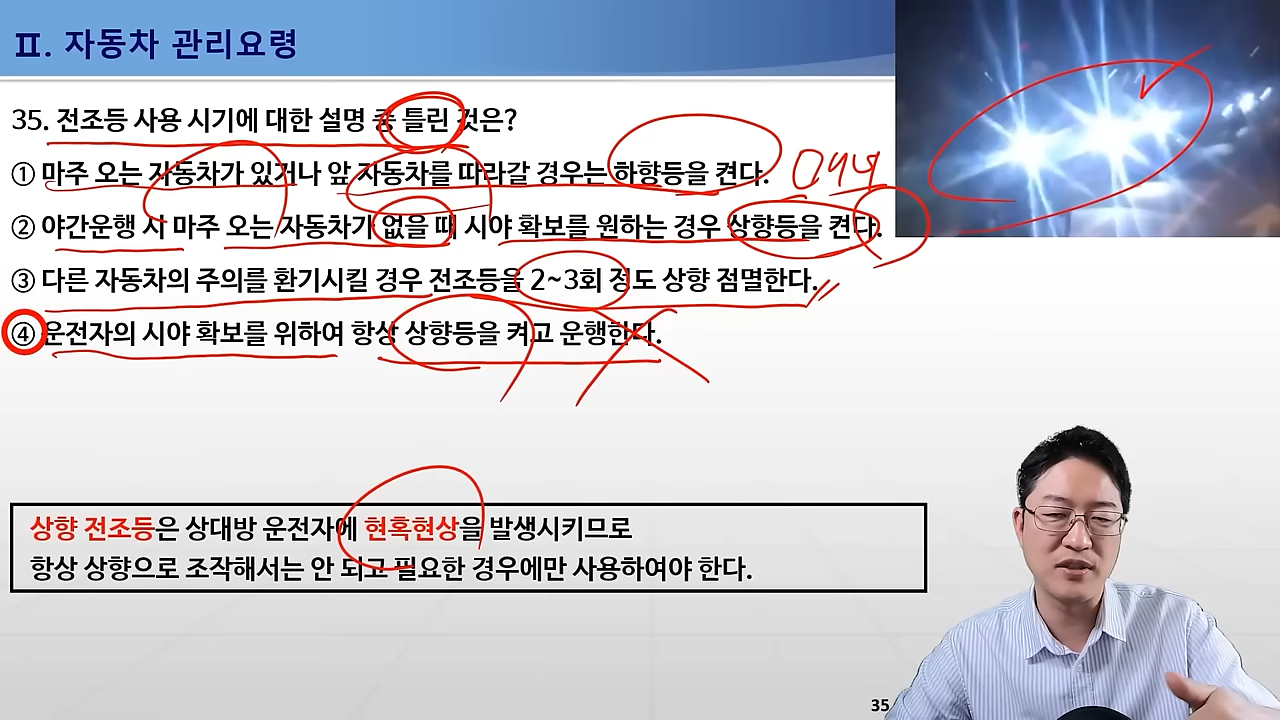 Ⅱ. 자동차 관리요령
35. 전조등 사용 시기에 대한 설명 중 틀린 것은?
① 마주 오는 자동차가 있거나 앞 자동차를 따라갈 경우는 하향등을 켠다.
② 야간운행 시 마주 오는 자동차가 없을 때 시야 확보를 원하는 경우 상향등을 켠다.
③ 다른 자동차의 주의를 환기시킬 경우 전조등을 2~3회 정도 상향 점멸한다.
④ 운전자의 시야 확보를 위하여 항상 상향등을 켜고 운행한다.
상향 전조등은 상대방 운전자에 현혹현상을 발생시키므로
항상 상향으로 조작해서는 안 되고 필요한 경우에만 사용하여야 한다.
35